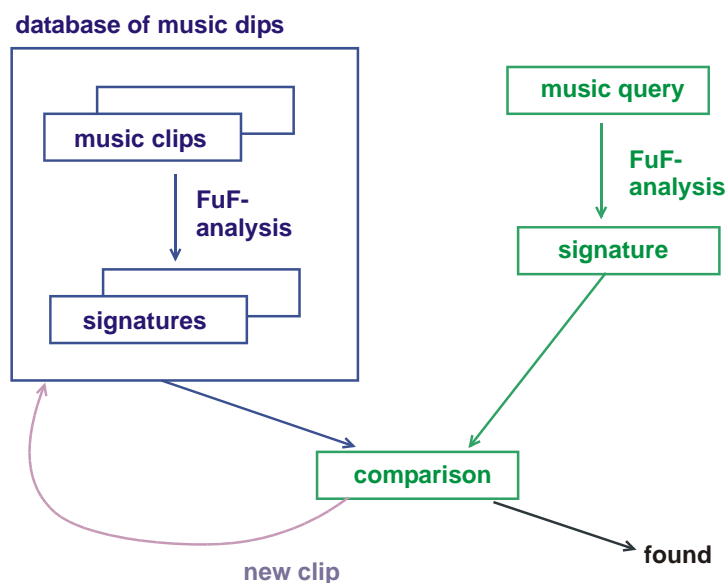 database of music dips
music clips
FuF-
analysis
signatures
music query
FuF-
analysis
signature
comparison
found
new clip